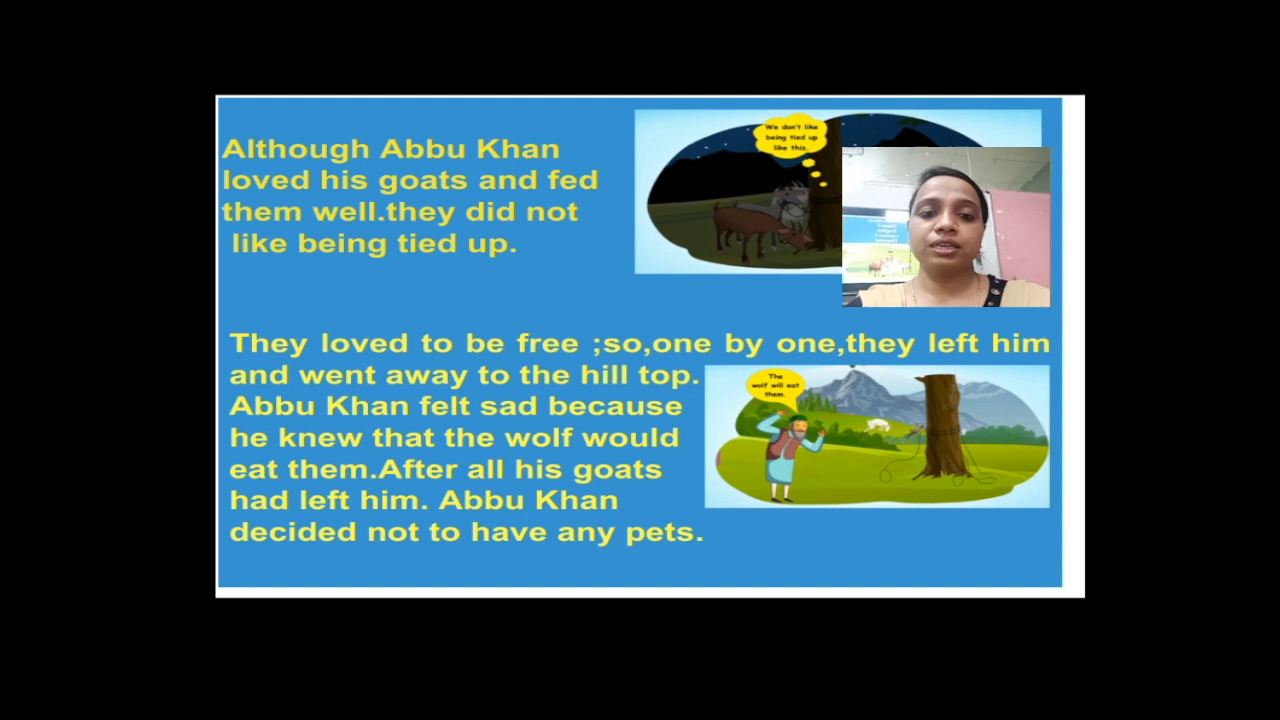 Although Abbu Khan
loved his goats and fed
them well.they did not
like being tied up.
We don't like
being tied up
like this.
They loved to be free ;so,one by one,they left him
and went away to the hill top.
Abbu Khan felt sad because
he knew that the wolf would
eat them.After all his goats
had left him. Abbu Khan
decided not to have any pets.
The
wolf will eat
them.